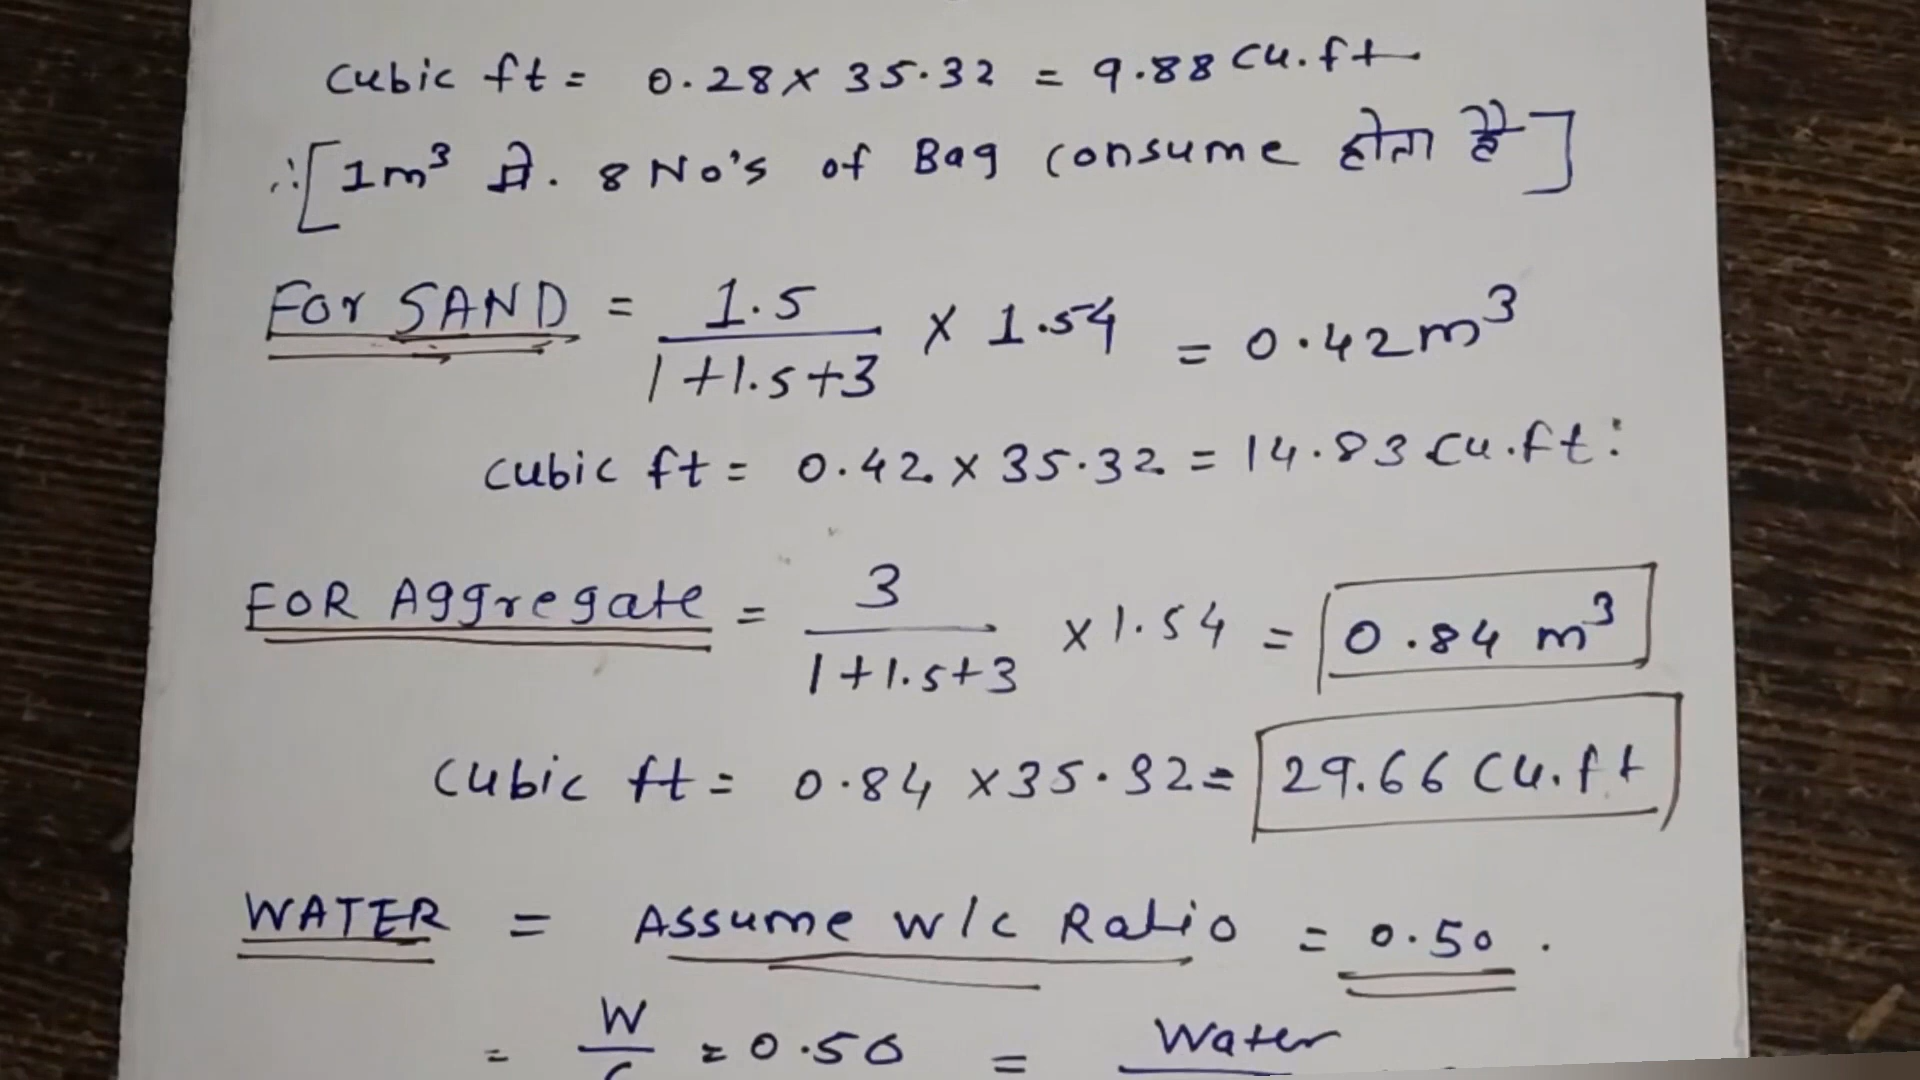 Cubic ft = 0.28 x 35.32 = 9.88 Cu.ft
∴ [1m³ में. 8 No's of Bag consume होता है]
FOr SAND = 1.5 / 1+1.5+3 x 1.54 = 0.42m³
cubic ft = 0.42 x 35.32 = 14.83 Cu.ft:
FOR Aggregate = 3 / 1+1.5+3 x 1.54 = 0.84 m³
Cubic ft = 0.84 x 35.32 = 29.66 Cu.ft
WATER = Assume w/c Ratio = 0.50 .
= W / = 0.50 = Water